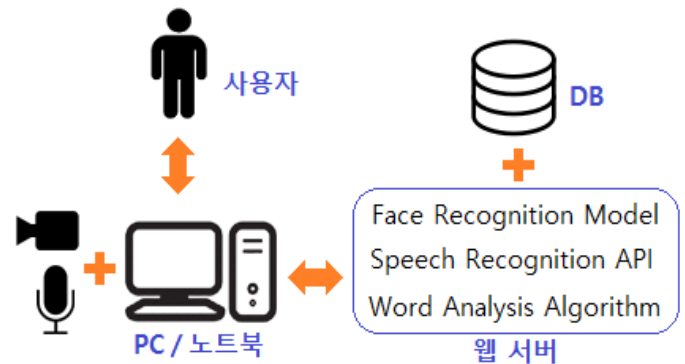 사용자
DB
Face Recognition Model
Speech Recognition API
Word Analysis Algorithm
PC / 노트북
웹 서버